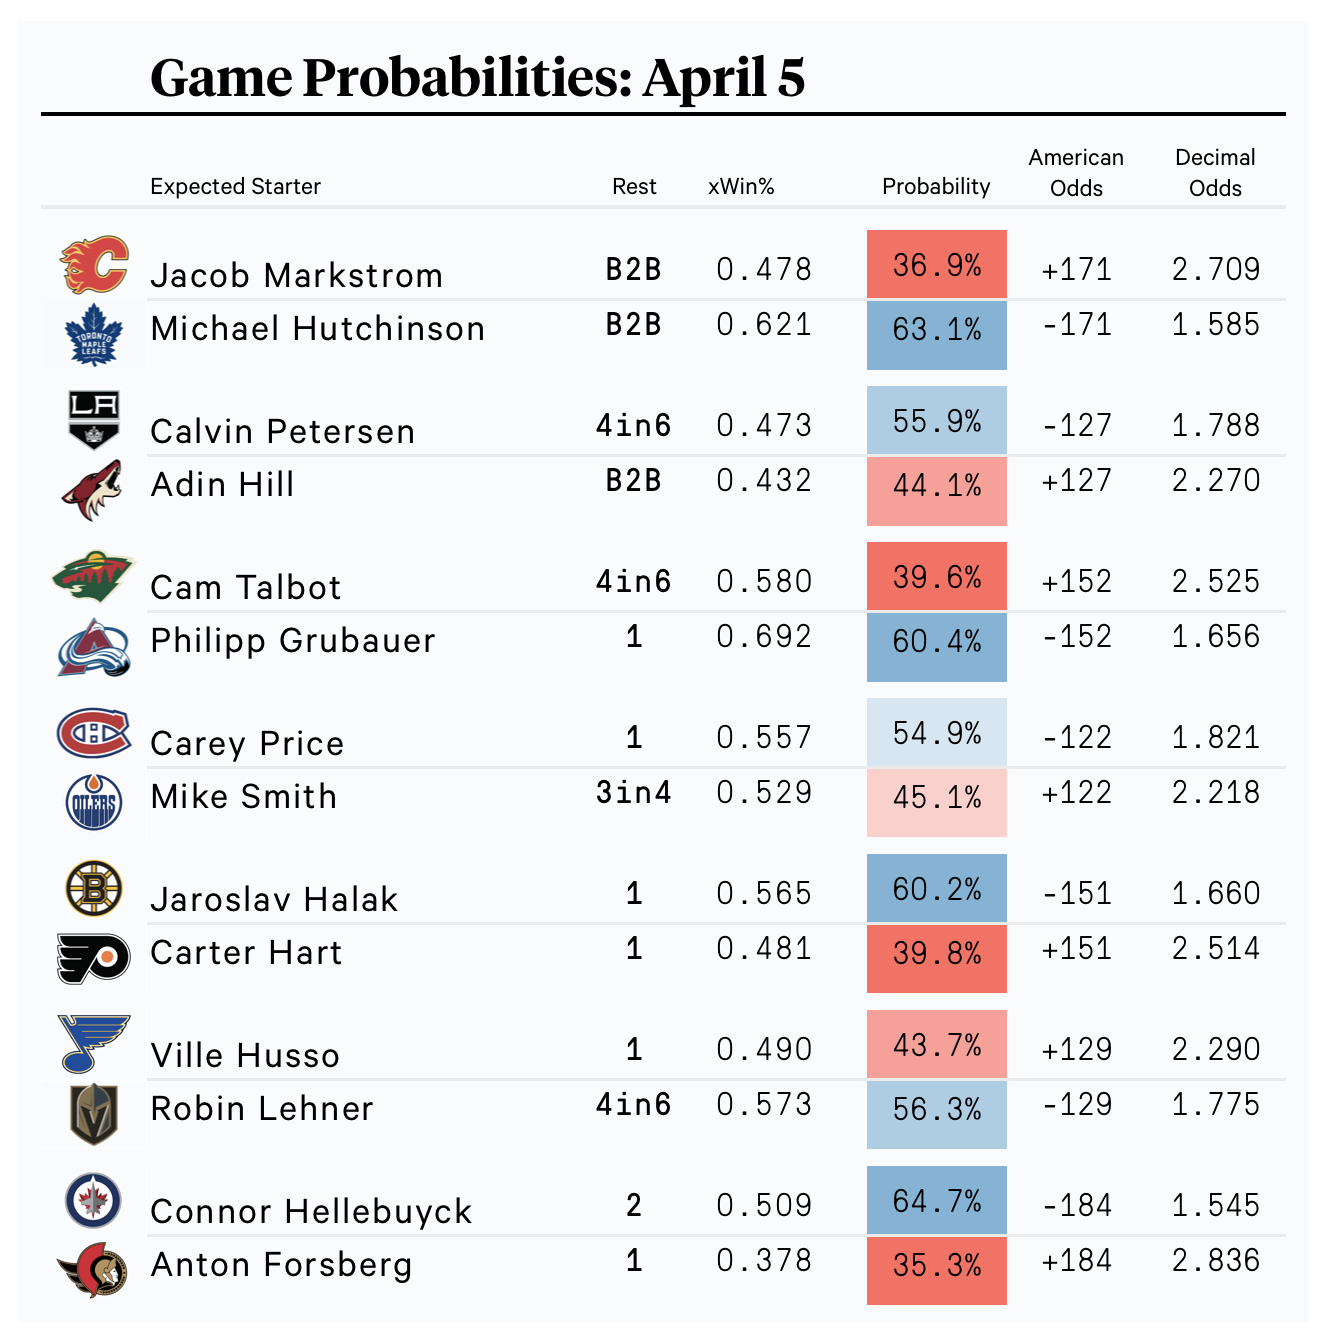 Game Probabilities: April 5
Expected Starter Rest xWin% Probability American Odds Decimal Odds
Jacob Markstrom B2B 0.478 36.9% +171 2.709
TORONTO MAPLE LEAFS Michael Hutchinson B2B 0.621 63.1% -171 1.585
LA Calvin Petersen 4in6 0.473 55.9% -127 1.788
Adin Hill B2B 0.432 44.1% +127 2.270
Cam Talbot 4in6 0.580 39.6% +152 2.525
Philipp Grubauer 1 0.692 60.4% -152 1.656
Carey Price 1 0.557 54.9% -122 1.821
OILERS Mike Smith 3in4 0.529 45.1% +122 2.218
B Jaroslav Halak 1 0.565 60.2% -151 1.660
Carter Hart 1 0.481 39.8% +151 2.514
Ville Husso 1 0.490 43.7% +129 2.290
Robin Lehner 4in6 0.573 56.3% -129 1.775
Connor Hellebuyck 2 0.509 64.7% -184 1.545
Anton Forsberg 1 0.378 35.3% +184 2.836